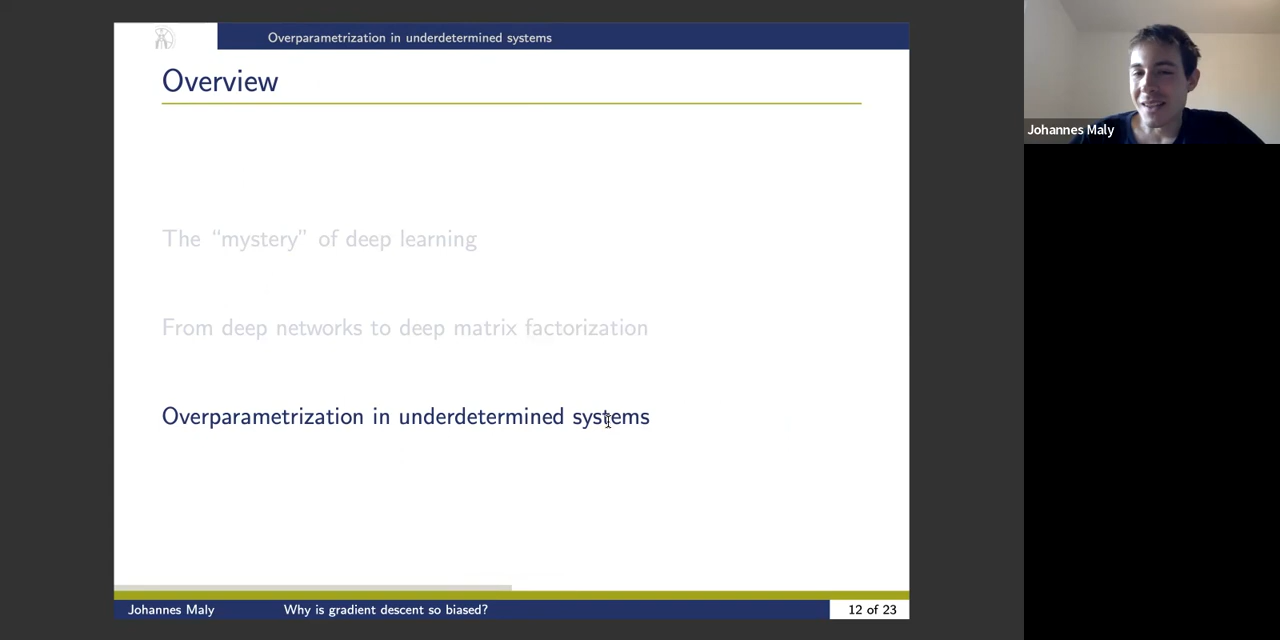 Overparametrization in underdetermined systems
Overview
The “mystery” of deep learning
From deep networks to deep matrix factorization
Overparametrization in underdetermined systems
Johannes Maly
Why is gradient descent so biased?
12 of 23
Johannes Maly